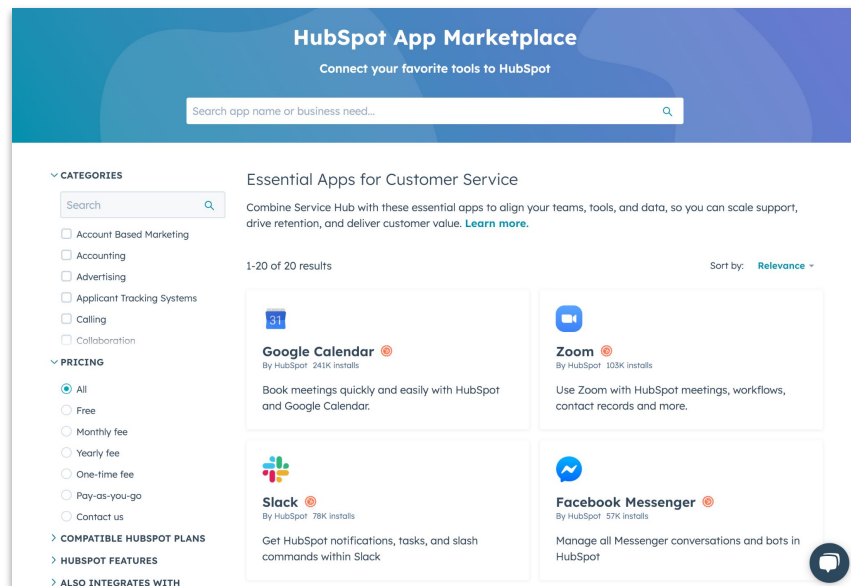 HubSpot App Marketplace
Connect your favorite tools to HubSpot
Search app name or business need...
CATEGORIES
Search
Account Based Marketing
Accounting
Advertising
Applicant Tracking Systems
Calling
Collaboration
PRICING
All
Free
Monthly fee
Yearly fee
One-time fee
Pay-as-you-go
Contact us
COMPATIBLE HUBSPOT PLANS
HUBSPOT FEATURES
ALSO INTEGRATES WITH
Essential Apps for Customer Service
Combine Service Hub with these essential apps to align your teams, tools, and data, so you can scale support,
drive retention, and deliver customer value. Learn more.
1-20 of 20 results
Sort by: Relevance
31
Google Calendar
By HubSpot 241K installs
Book meetings quickly and easily with HubSpot
and Google Calendar.
Zoom
By HubSpot 103K installs
Use Zoom with HubSpot meetings, workflows,
contact records and more.
Slack
By HubSpot 78K installs
Get HubSpot notifications, tasks, and slash
commands within Slack
Facebook Messenger
By HubSpot 57K installs
Manage all Messenger conversations and bots in
HubSpot